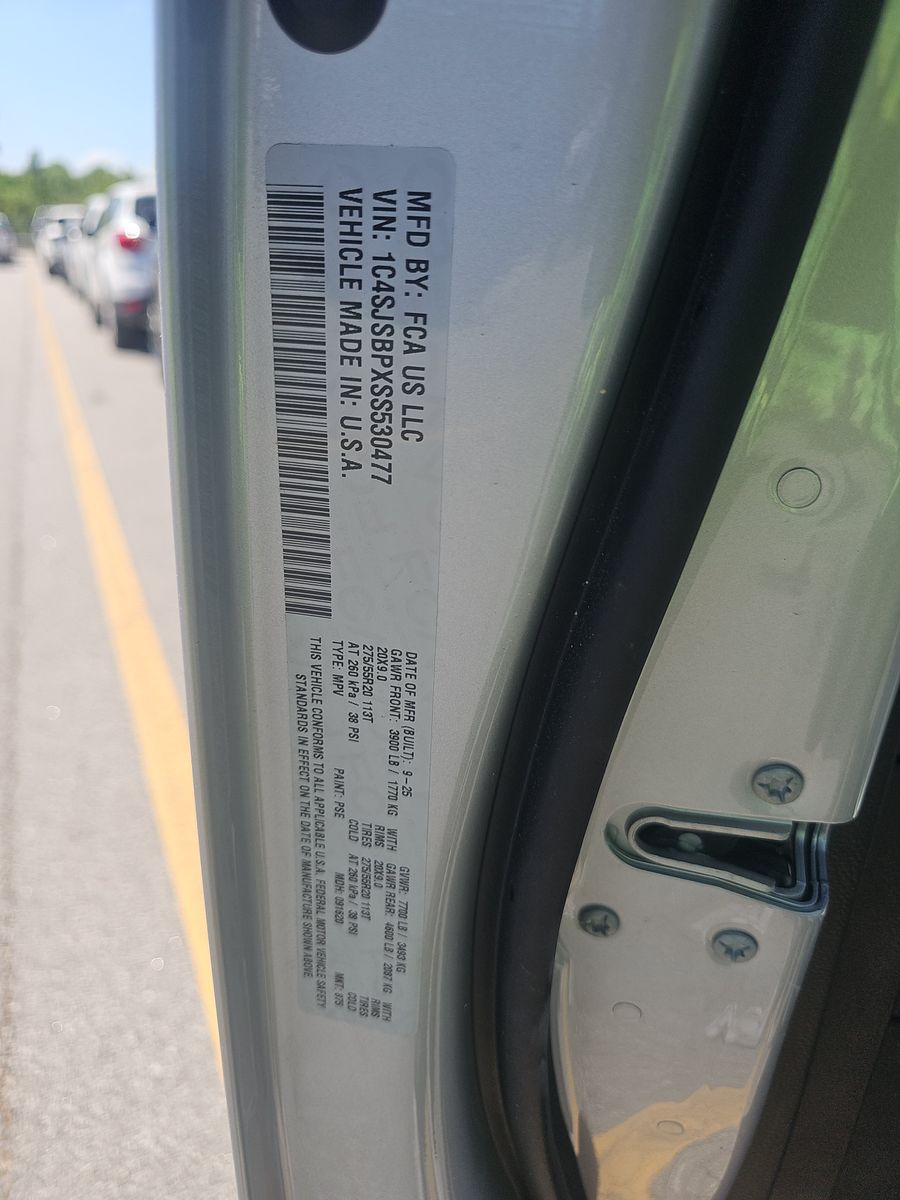 MFD BY: FCA US LLC
VIN: 1C4SJSBPXSS530477
VEHICLE MADE IN: U.S.A.
DATE OF MFR (BUILT): 9-25 GVWR: 7700 LB / 3493 KG
GAWR FRONT: 3900 LB / 1770 KG WITH GAWR REAR: 4600 LB / 2087 KG WITH
20X9.0 RIMS 20X9.0 RIMS
275/55R20 113T TIRES 275/55R20 113T TIRES
AT 260 kPa / 38 PSI COLD AT 260 kPa / 38 PSI COLD
TYPE: MPV PAINT: PSE MDH: 091620
THIS VEHICLE CONFORMS TO ALL APPLICABLE U.S.A. FEDERAL MOTOR VEHICLE SAFETY
STANDARDS IN EFFECT ON THE DATE OF MANUFACTURE SHOWN ABOVE